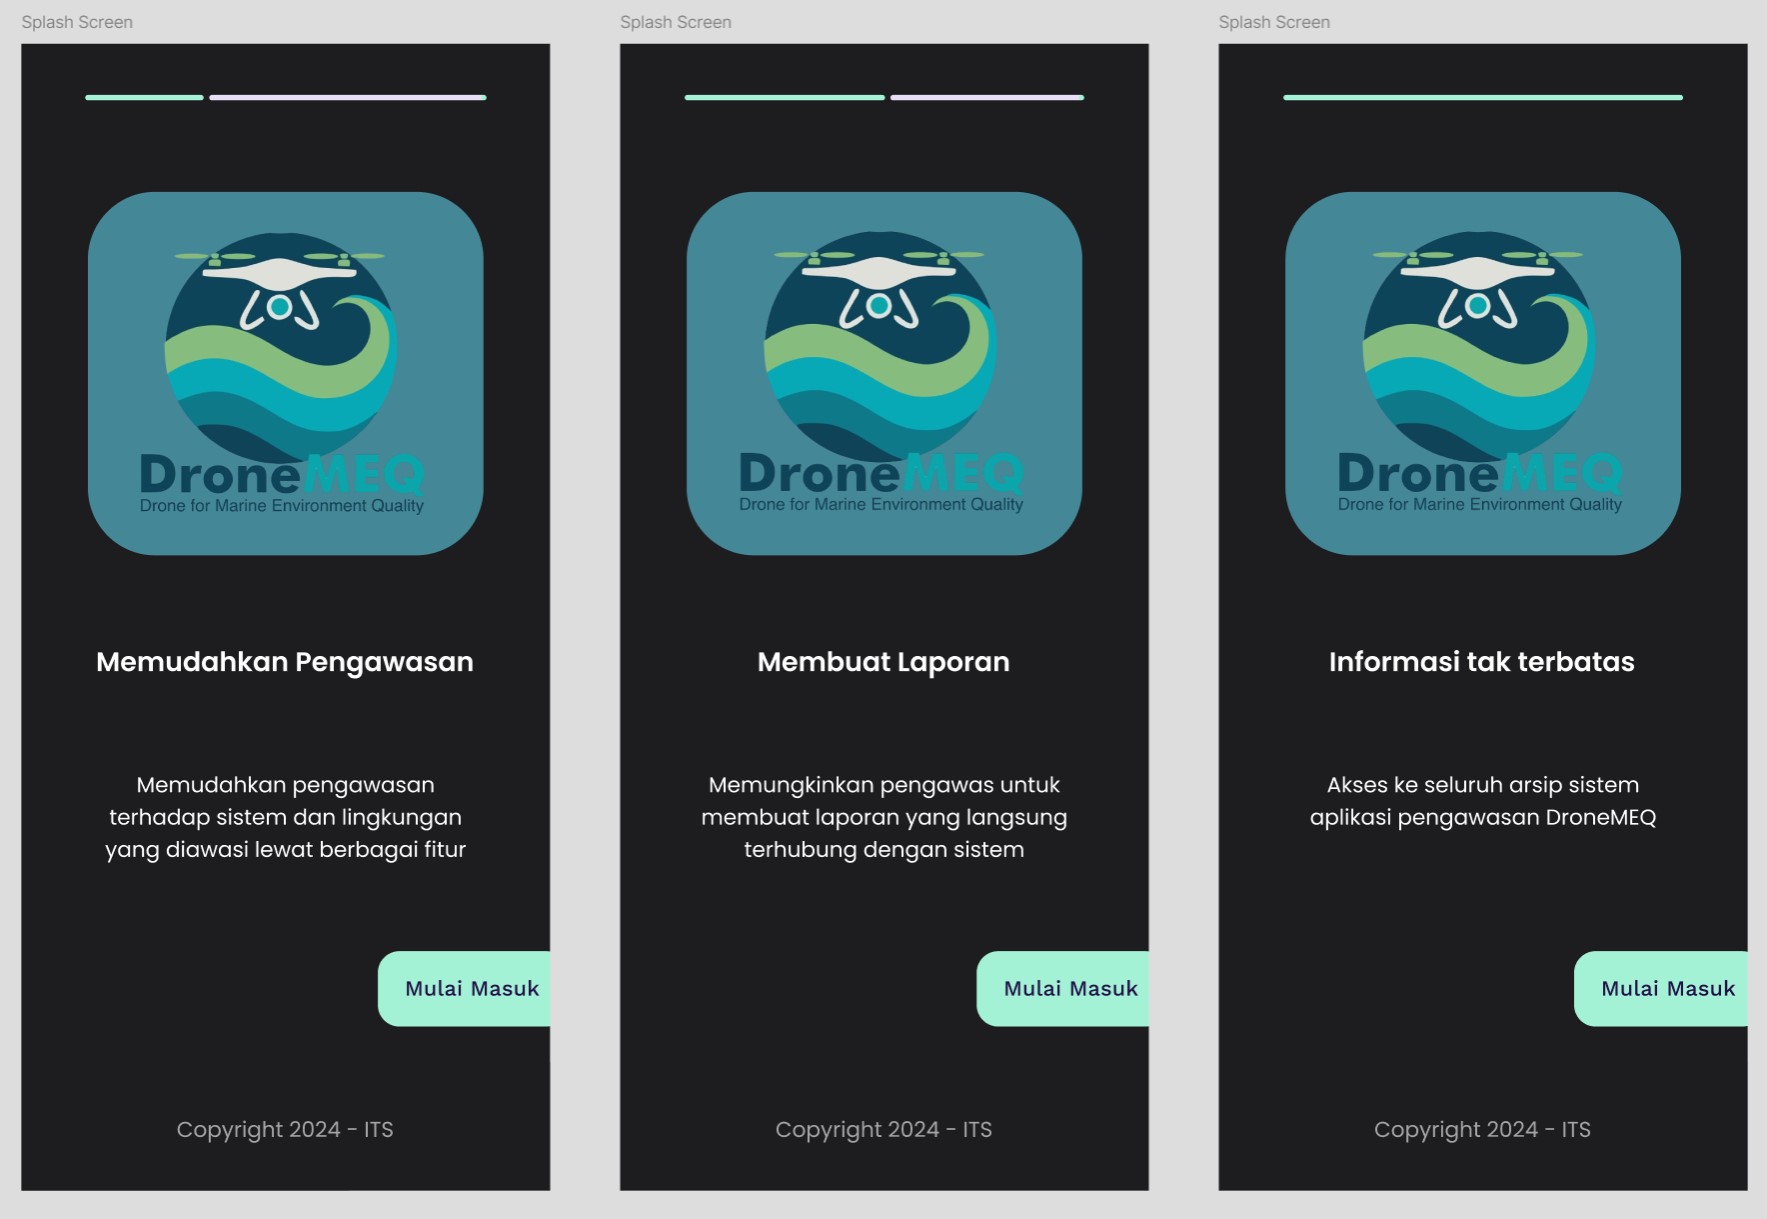 Splash Screen
DroneMEQ
Drone for Marine Environment Quality
Memudahkan Pengawasan
Memudahkan pengawasan
terhadap sistem dan lingkungan
yang diawasi lewat berbagai fitur
Mulai Masuk
Copyright 2024 - ITS
Splash Screen
DroneMEQ
Drone for Marine Environment Quality
Membuat Laporan
Memungkinkan pengawas untuk
membuat laporan yang langsung
terhubung dengan sistem
Mulai Masuk
Copyright 2024 - ITS
Splash Screen
DroneMEQ
Drone for Marine Environment Quality
Informasi tak terbatas
Akses ke seluruh arsip sistem
aplikasi pengawasan DroneMEQ
Mulai Masuk
Copyright 2024 - ITS